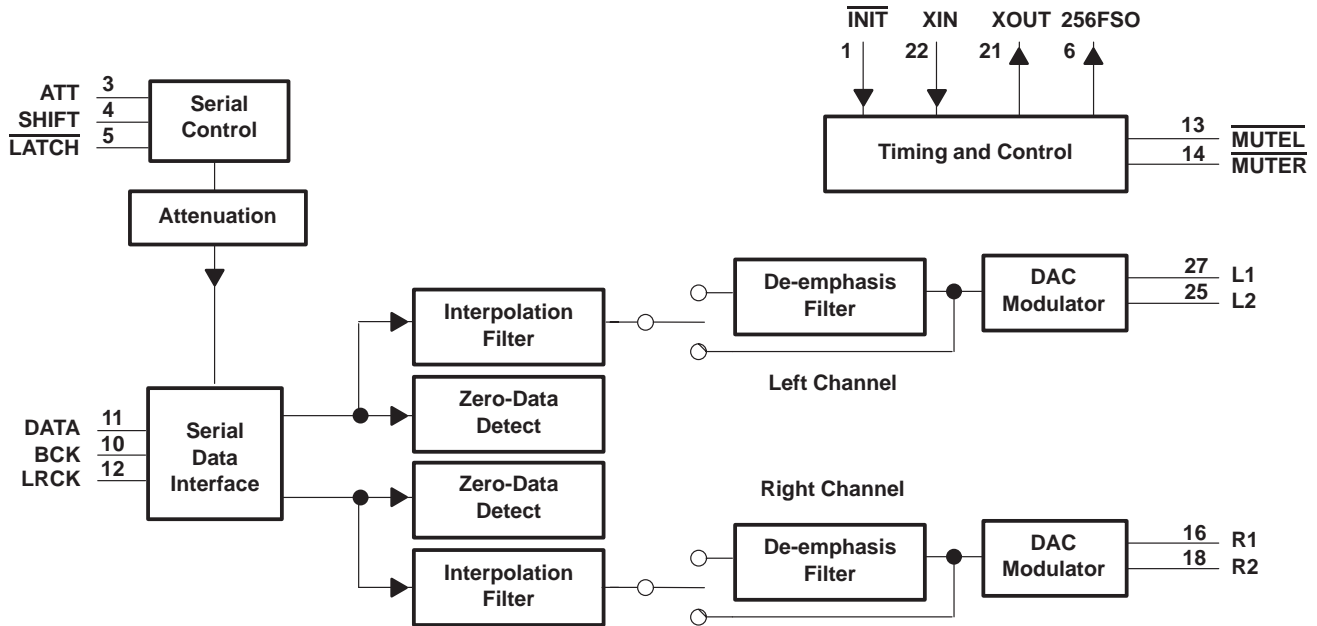 INIT XIN XOUT 256FSO
1 22 21 6
ATT 3
SHIFT 4
LATCH 5
Serial
Control
Timing and Control
13 MUTEL
14 MUTER
Attenuation
Interpolation
Filter
De-emphasis
Filter
DAC
Modulator
27 L1
25 L2
Left Channel
Zero-Data
Detect
DATA 11
BCK 10
LRCK 12
Serial
Data
Interface
Zero-Data
Detect
Right Channel
Interpolation
Filter
De-emphasis
Filter
DAC
Modulator
16 R1
18 R2